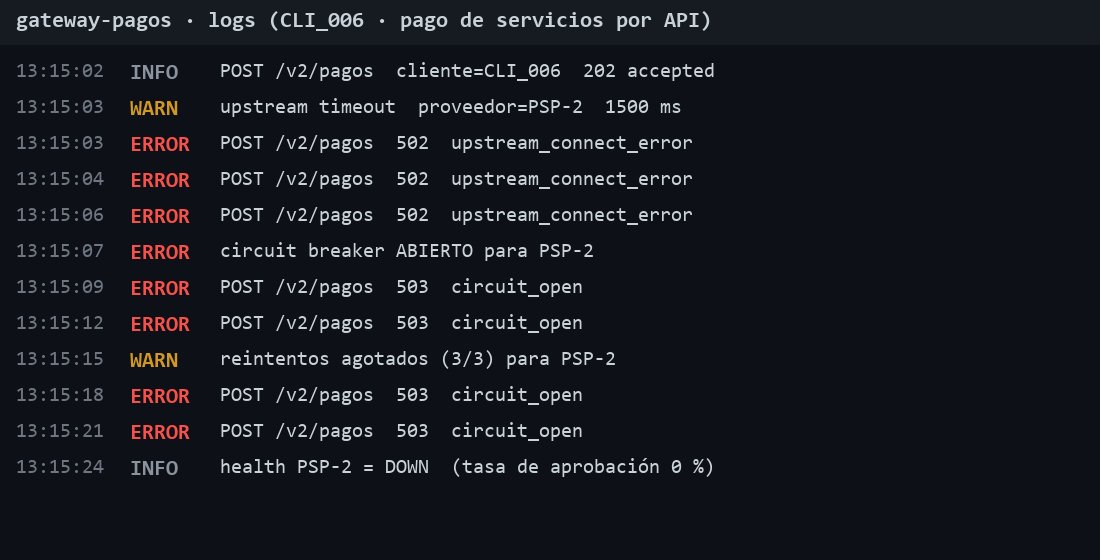 gateway-pagos · logs (CLI_006 · pago de servicios por API)
13:15:02 INFO POST /v2/pagos cliente=CLI_006 202 accepted
13:15:03 WARN upstream timeout proveedor=PSP-2 1500 ms
13:15:03 ERROR POST /v2/pagos 502 upstream_connect_error
13:15:04 ERROR POST /v2/pagos 502 upstream_connect_error
13:15:06 ERROR POST /v2/pagos 502 upstream_connect_error
13:15:07 ERROR circuit breaker ABIERTO para PSP-2
13:15:09 ERROR POST /v2/pagos 503 circuit_open
13:15:12 ERROR POST /v2/pagos 503 circuit_open
13:15:15 WARN reintentos agotados (3/3) para PSP-2
13:15:18 ERROR POST /v2/pagos 503 circuit_open
13:15:21 ERROR POST /v2/pagos 503 circuit_open
13:15:24 INFO health PSP-2 = DOWN (tasa de aprobación 0 %)